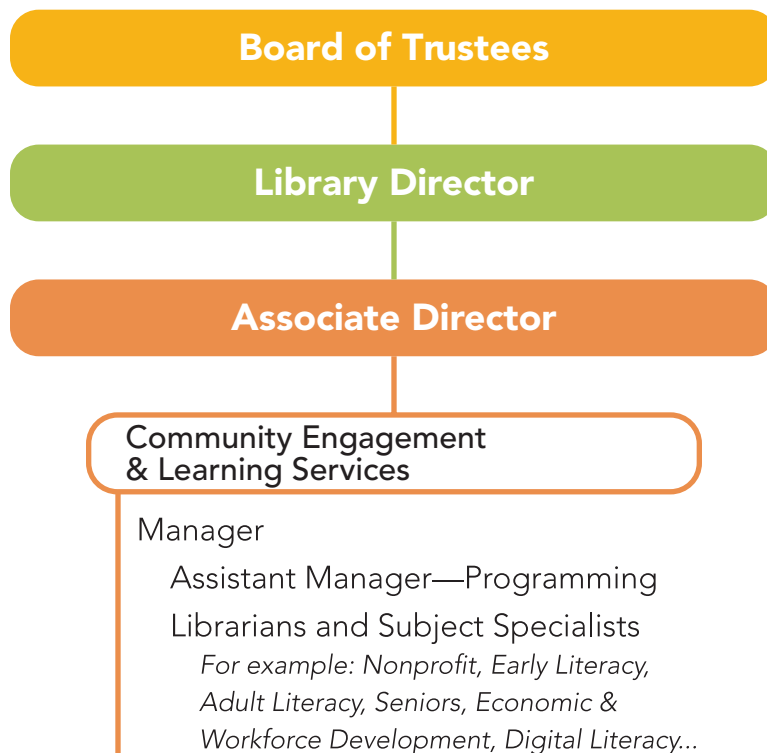 Board of Trustees
Library Director
Associate Director
Community Engagement
& Learning Services
Manager
Assistant Manager—Programming
Librarians and Subject Specialists
For example: Nonprofit, Early Literacy,
Adult Literacy, Seniors, Economic &
Workforce Development, Digital Literacy...